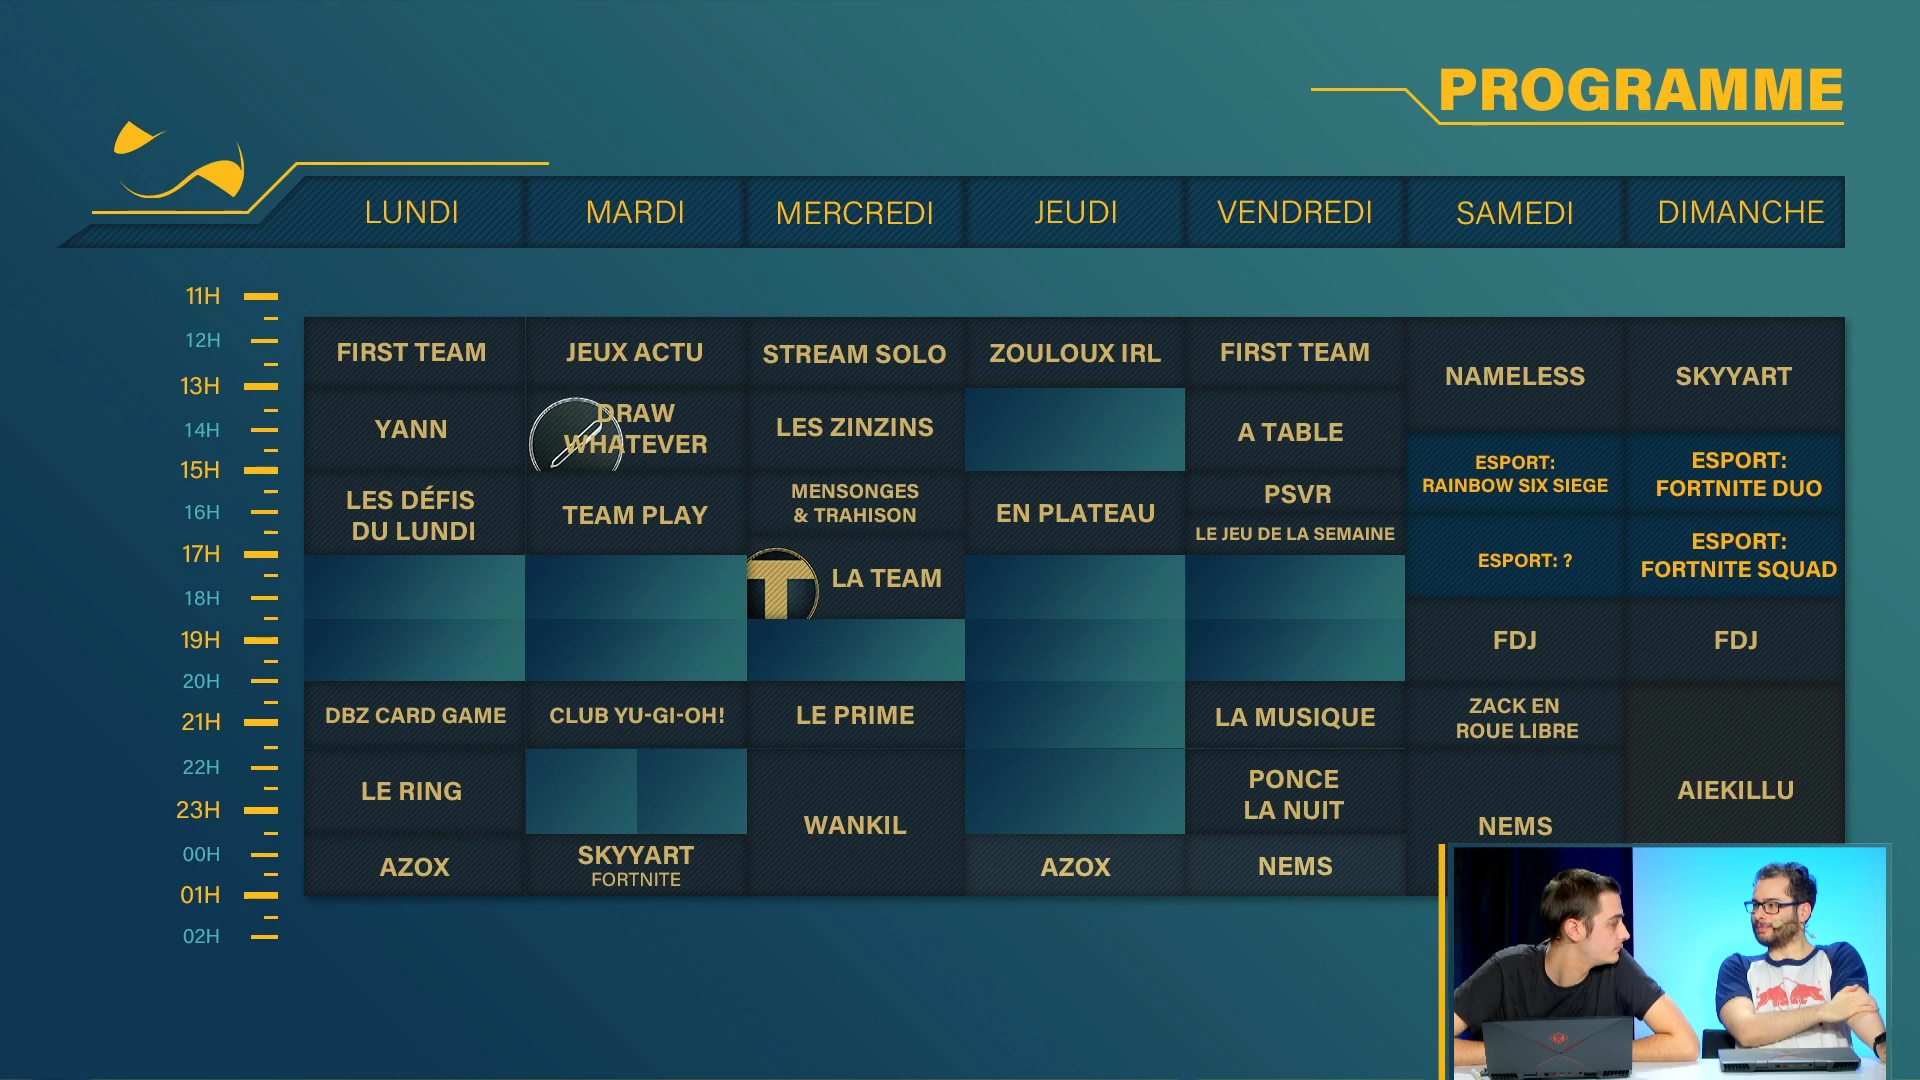 PROGRAMME
LUNDI
MARDI
MERCREDI
JEUDI
VENDREDI
SAMEDI
DIMANCHE
11H
12H
13H
14H
15H
16H
17H
18H
19H
20H
21H
22H
23H
00H
01H
02H
FIRST TEAM
YANN
LES DÉFIS
DU LUNDI
DBZ CARD GAME
LE RING
AZOX
JEUX ACTU
DRAW
WHATEVER
TEAM PLAY
CLUB YU-GI-OH!
SKYYART
FORTNITE
STREAM SOLO
LES ZINZINS
MENSONGES
& TRAHISON
T
LA TEAM
LE PRIME
WANKIL
ZOULOUX IRL
EN PLATEAU
AZOX
FIRST TEAM
A TABLE
PSVR
LE JEU DE LA SEMAINE
LA MUSIQUE
PONCE
LA NUIT
NEMS
NAMELESS
ESPORT:
RAINBOW SIX SIEGE
ESPORT: ?
FDJ
ZACK EN
ROUE LIBRE
NEMS
SKYYART
ESPORT:
FORTNITE DUO
ESPORT:
FORTNITE SQUAD
FDJ
AIEKILLU